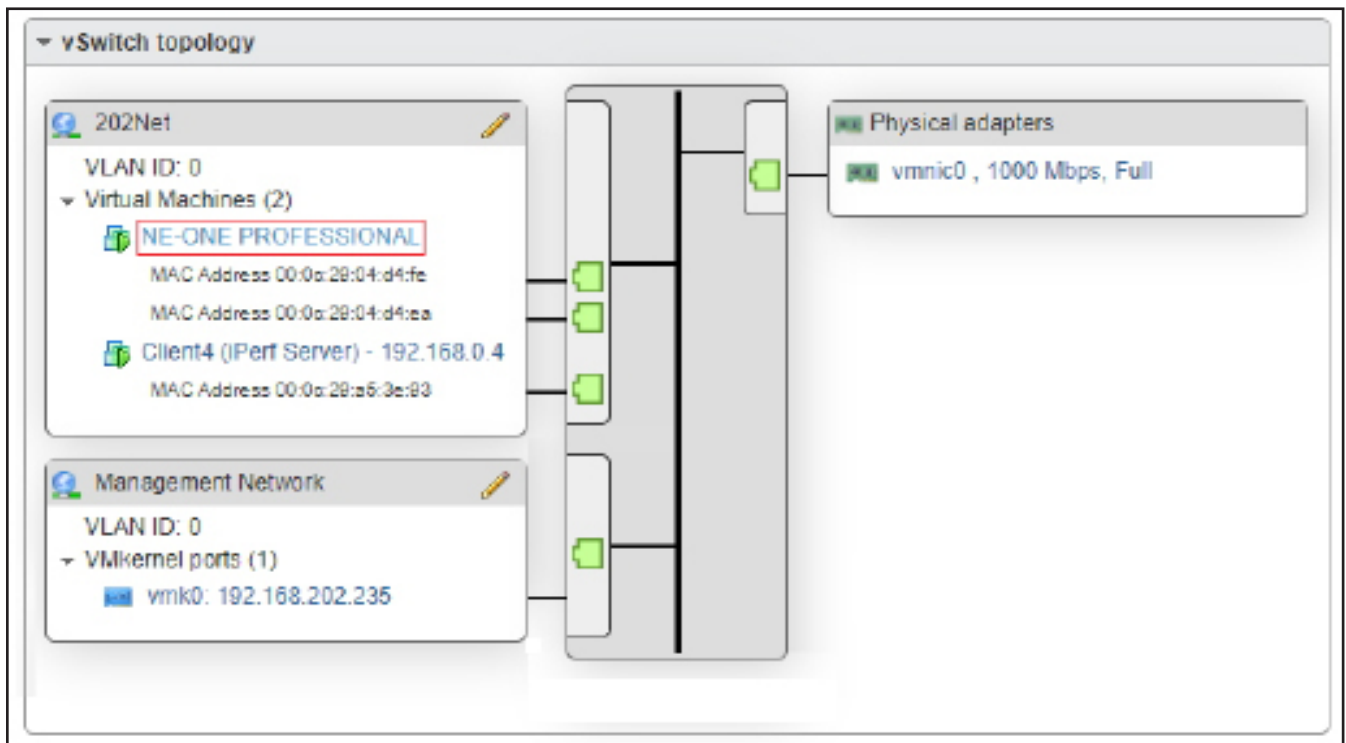 vSwitch topology
202Net
VLAN ID: 0
Virtual Machines (2)
NE-ONE PROFESSIONAL
MAC Address 00:0c:29:04:d4:fe
MAC Address 00:0c:29:04:d4:ea
Client4 (iPerf Server) - 192.168.0.4
MAC Address 00:0c:29:a5:3e:93
Management Network
VLAN ID: 0
VMkernel ports (1)
vmk0: 192.168.202.235
Physical adapters
vmnic0 , 1000 Mbps, Full